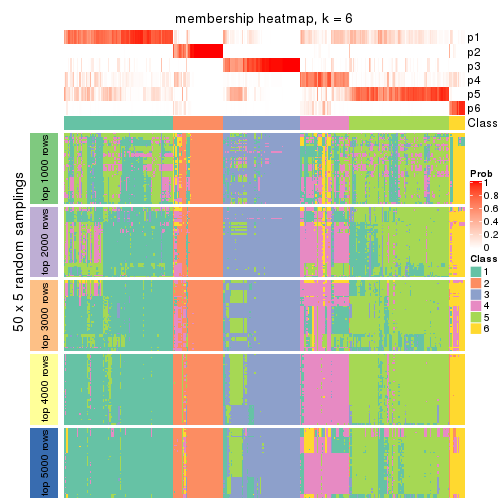 membership heatmap, k = 6
p1
p2
p3
p4
p5
p6
Class
50 x 5 random samplings
top 1000 rows
top 2000 rows
top 3000 rows
top 4000 rows
top 5000 rows
Prob
1
0.8
0.6
0.4
0.2
0
Class
1
2
3
4
5
6